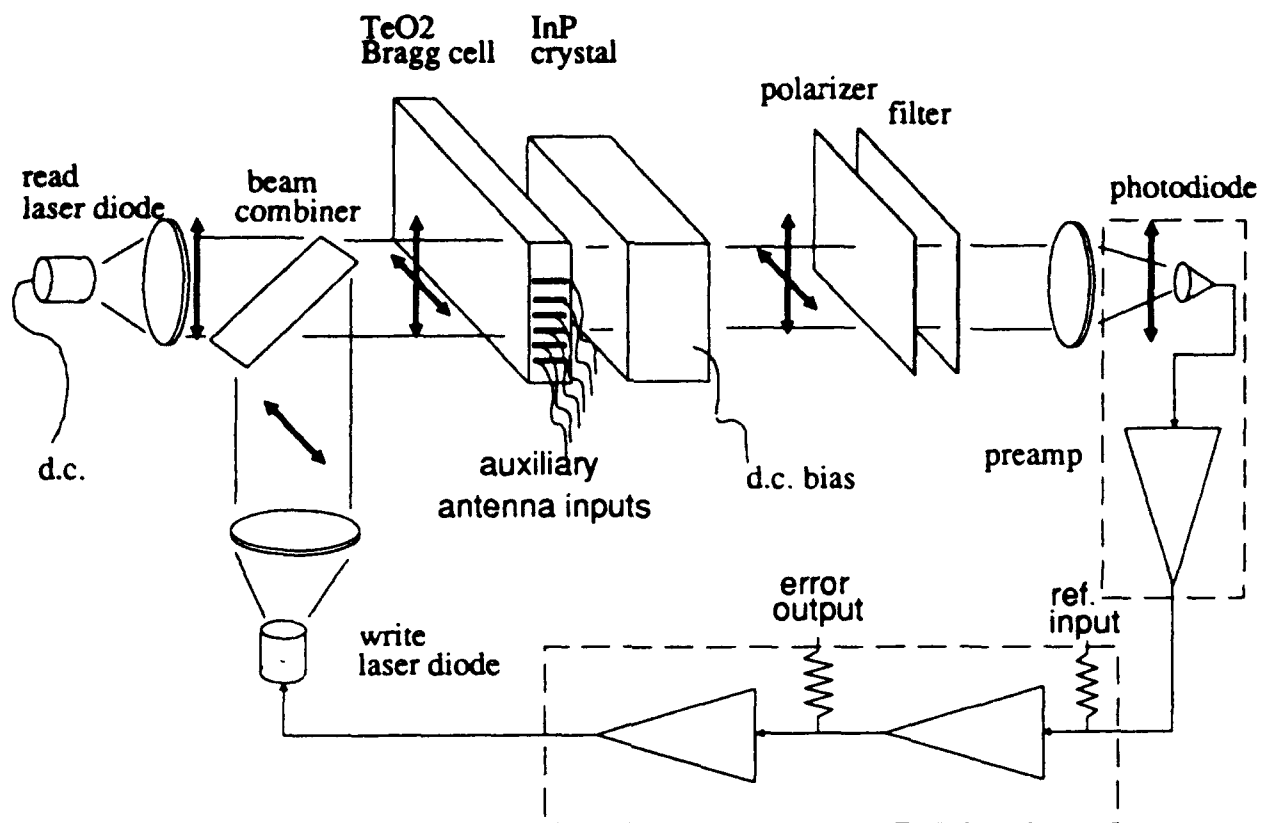 TeO2
Bragg cell
InP
crystal
polarizer
filter
read
laser diode
beam
combiner
photodiode
d.c.
auxiliary
antenna inputs
d.c. bias
preamp
error
output
ref.
input
write
laser diode